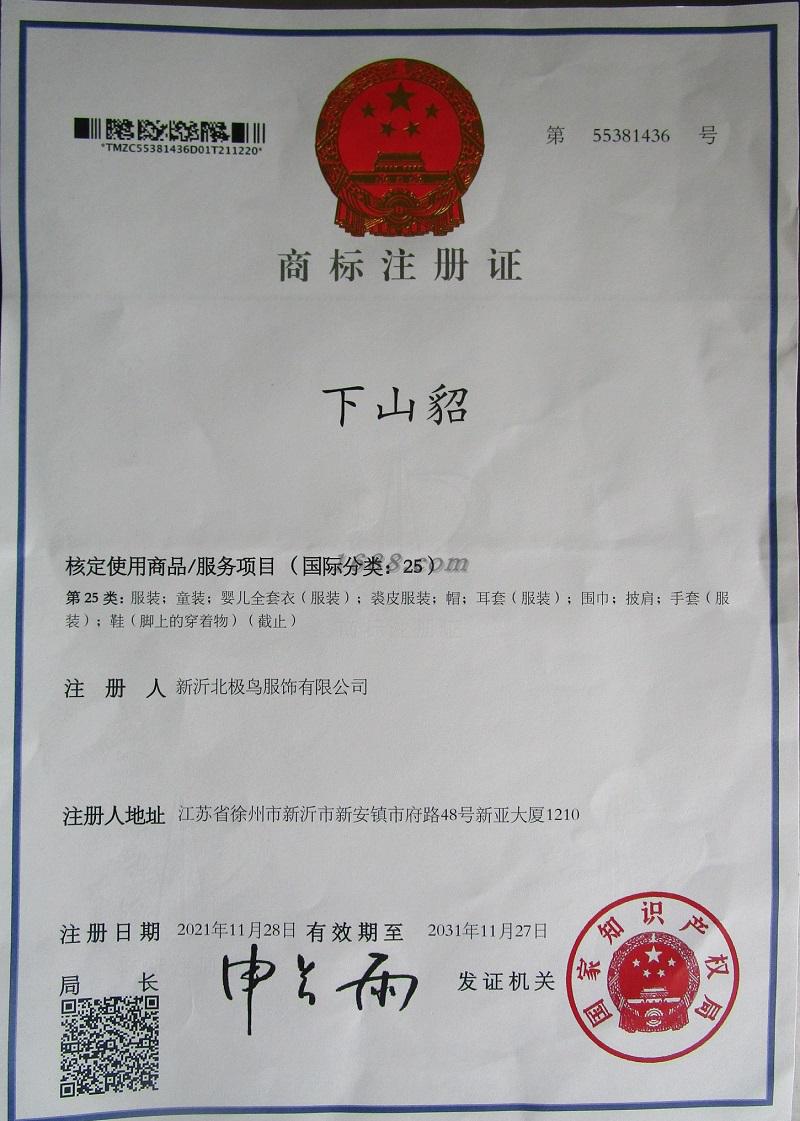 *TMZC55381436D01T211220*
第 55381436 号
商标注册证
下山貂
核定使用商品/服务项目（国际分类：25）
1688.com
第25类：服装；童装；婴儿全套衣（服装）；裘皮服装；帽；耳套（服装）；围巾；披肩；手套（服
装）；鞋（脚上的穿着物）（截止）
注册人 新沂北极鸟服饰有限公司
注册人地址 江苏省徐州市新沂市新安镇市府路48号新亚大厦1210
注册日期 2021年11月28日 有效期至 2031年11月27日
局长 申长雨 发证机关
国家知识产权局